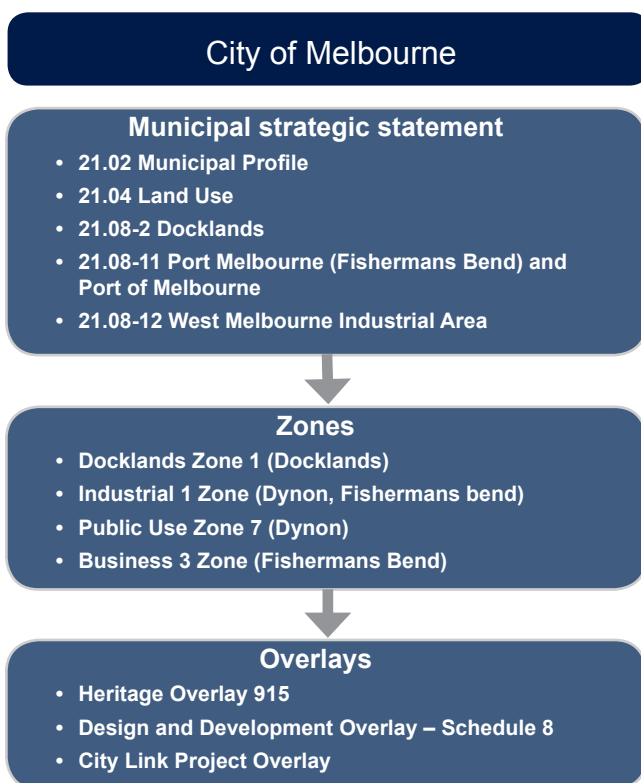 City of Melbourne
Municipal strategic statement
• 21.02 Municipal Profile
• 21.04 Land Use
• 21.08-2 Docklands
• 21.08-11 Port Melbourne (Fishermans Bend) and
Port of Melbourne
• 21.08-12 West Melbourne Industrial Area
Zones
• Docklands Zone 1 (Docklands)
• Industrial 1 Zone (Dynon, Fishermans bend)
• Public Use Zone 7 (Dynon)
• Business 3 Zone (Fishermans Bend)
Overlays
• Heritage Overlay 915
• Design and Development Overlay – Schedule 8
• City Link Project Overlay